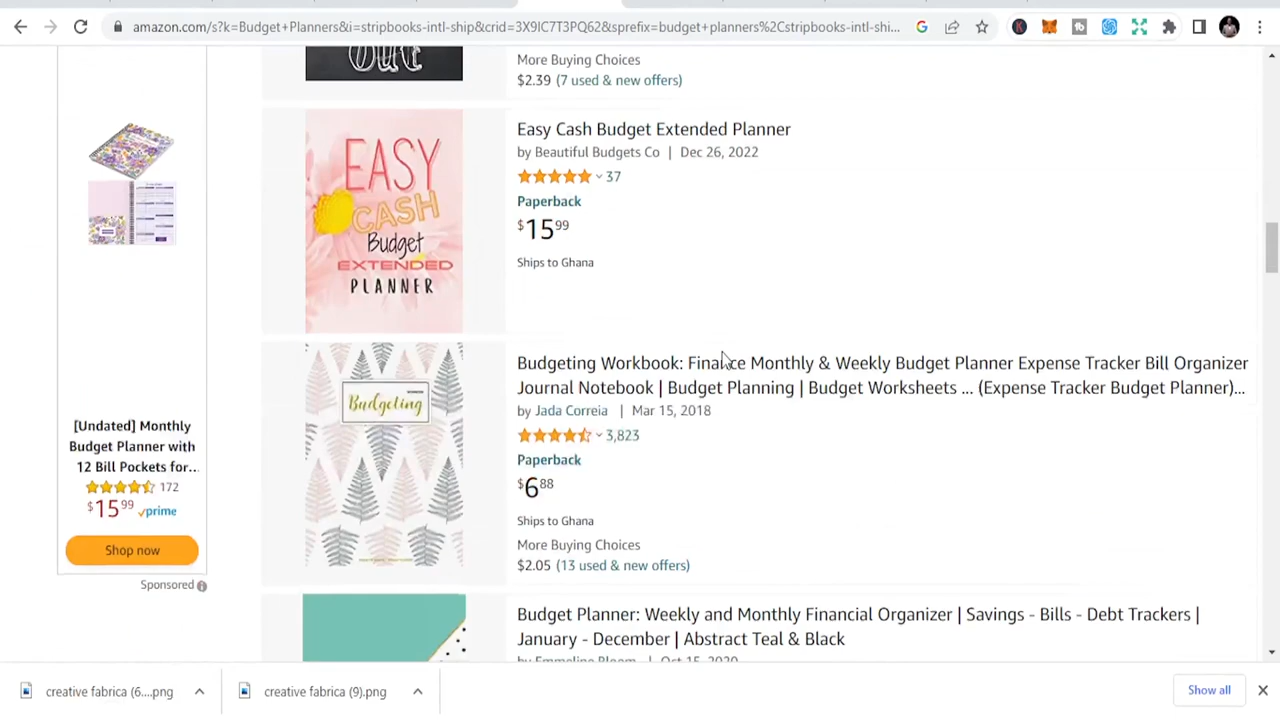 amazon.com/s?k=Budget+Planners&i=stripbooks-intl-ship&crid=3X9IC7T3PQ62&sprefix=budget+planners%2Cstripbooks-intl-shi...
out
More Buying Choices
$2.39 (7 used & new offers)
EASY
CASH
Budget
EXTENDED
PLANNER
Easy Cash Budget Extended Planner
by Beautiful Budgets Co | Dec 26, 2022
37
Paperback
$15 99
Ships to Ghana
Budgeting
Budgeting Workbook: Finance Monthly & Weekly Budget Planner Expense Tracker Bill Organizer
Journal Notebook | Budget Planning | Budget Worksheets ... (Expense Tracker Budget Planner)...
by Jada Correia | Mar 15, 2018
3,823
Paperback
$6 88
Ships to Ghana
More Buying Choices
$2.05 (13 used & new offers)
Budget Planner: Weekly and Monthly Financial Organizer | Savings - Bills - Debt Trackers |
January - December | Abstract Teal & Black
by Emmeline Bloom | Oct 15, 2020
[Undated] Monthly
Budget Planner with
12 Bill Pockets for...
172
$15 99 prime
Shop now
Sponsored
creative fabrica (6....png
creative fabrica (9).png
Show all